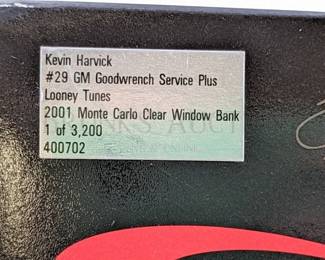 Kevin Harvick
#29 GM Goodwrench Service Plus
Looney Tunes
2001 Monte Carlo Clear Window Bank
1 of 3,200
400702